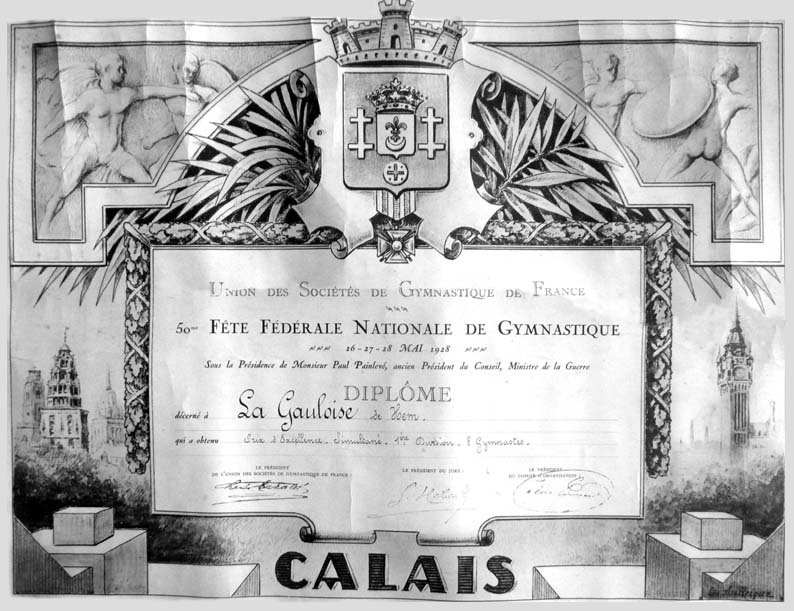 Union des Sociétés de Gymnastique de France
50me Fête Fédérale Nationale de Gymnastique
16-27-28 MAI 1928
Sous la Présidence de Monsieur Paul Painlevé, ancien Président du Conseil, Ministre de la Guerre
DIPLÔME
décerné à La Gauloise de Hem.
qui a obtenu Prix d'Excellence. Simultané. 1ère Division. 8 Gymnastes.
LE PRÉSIDENT
DE L'UNION DES SOCIÉTÉS DE GYMNASTIQUE DE FRANCE :
LE PRÉSIDENT DU JURY :
LE PRÉSIDENT
DU COMITÉ D'ORGANISATION :
CALAIS